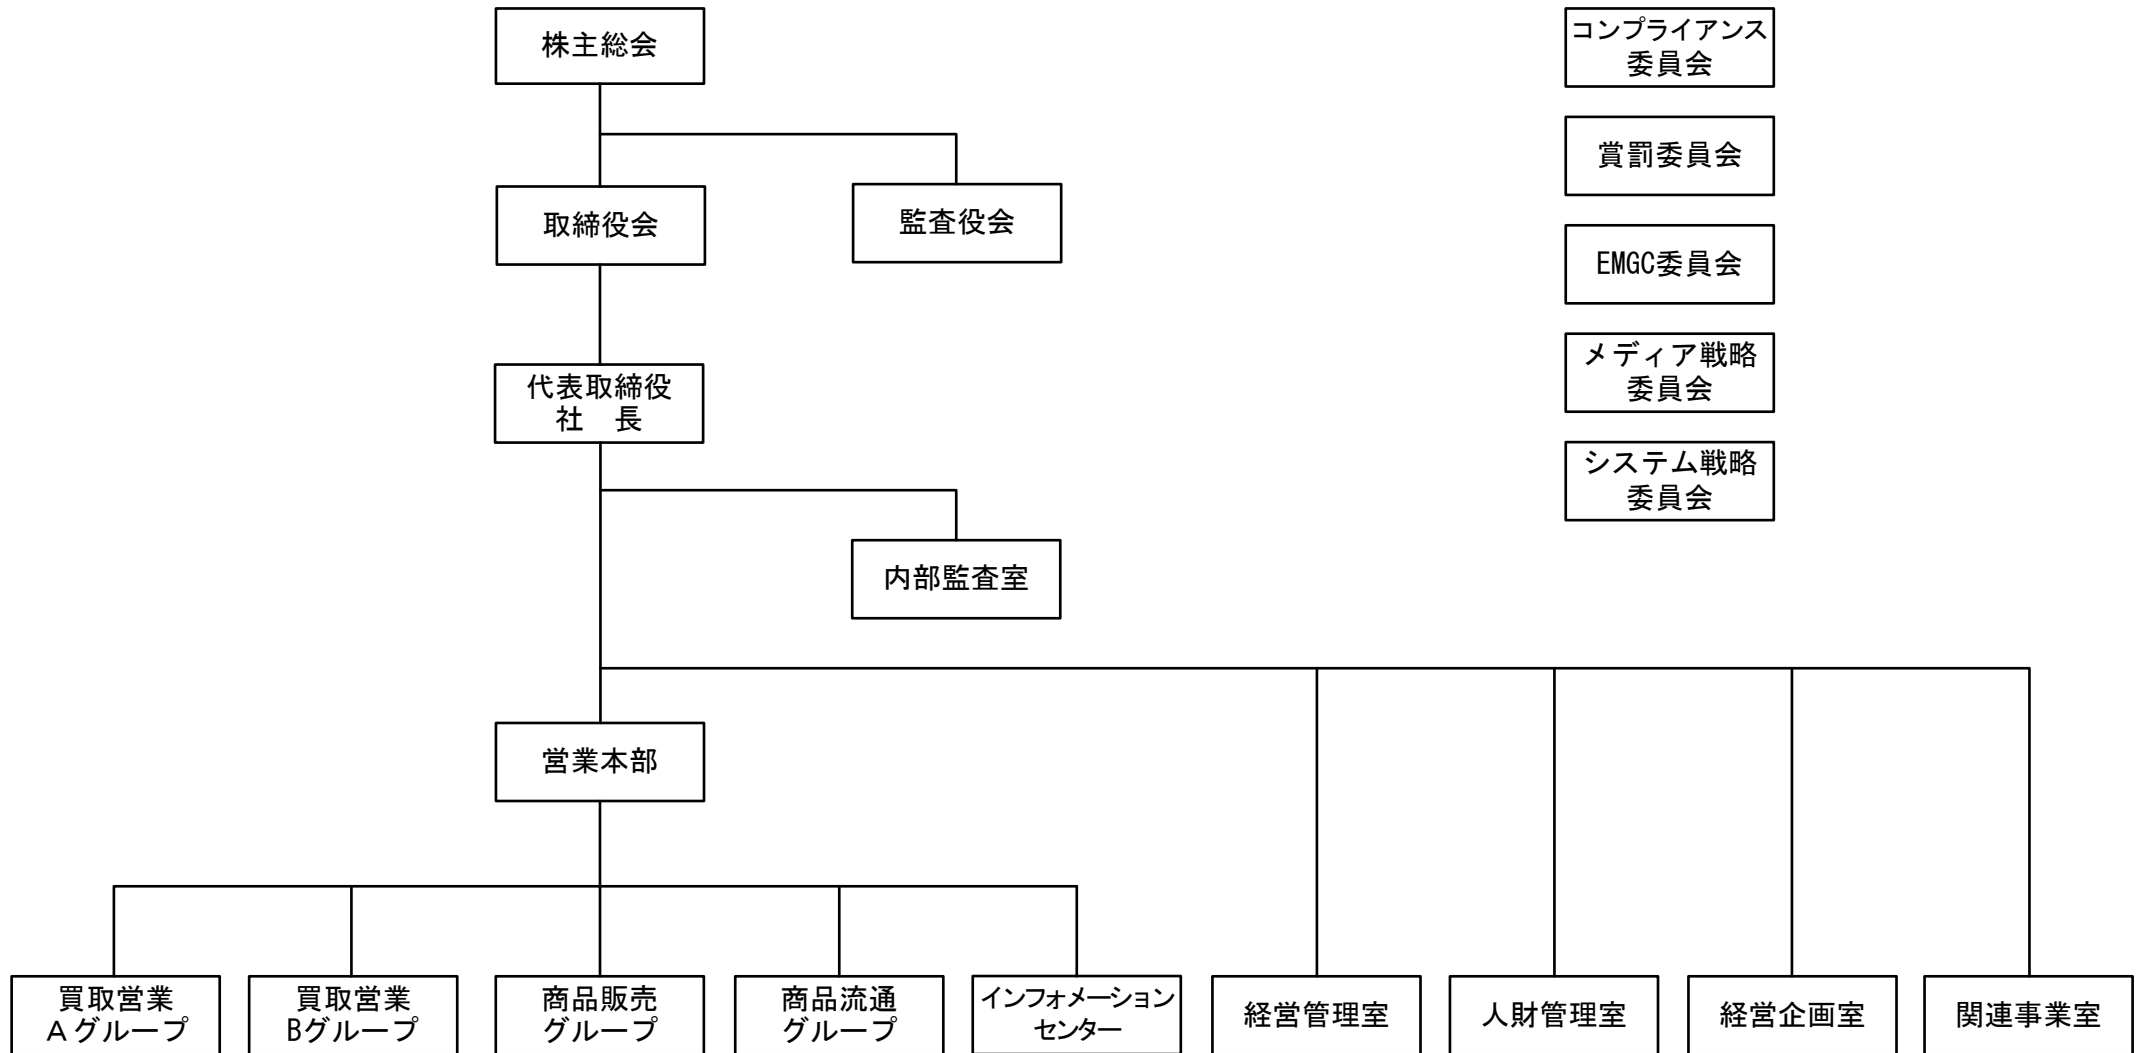 株主総会
コンプライアンス
委員会
賞罰委員会
取締役会
監査役会
EMGC委員会
メディア戦略
委員会
代表取締役
社　長
システム戦略
委員会
内部監査室
営業本部
買取営業
Ａグループ
買取営業
Bグループ
商品販売
グループ
商品流通
グループ
インフォメーション
センター
経営管理室
人財管理室
経営企画室
関連事業室